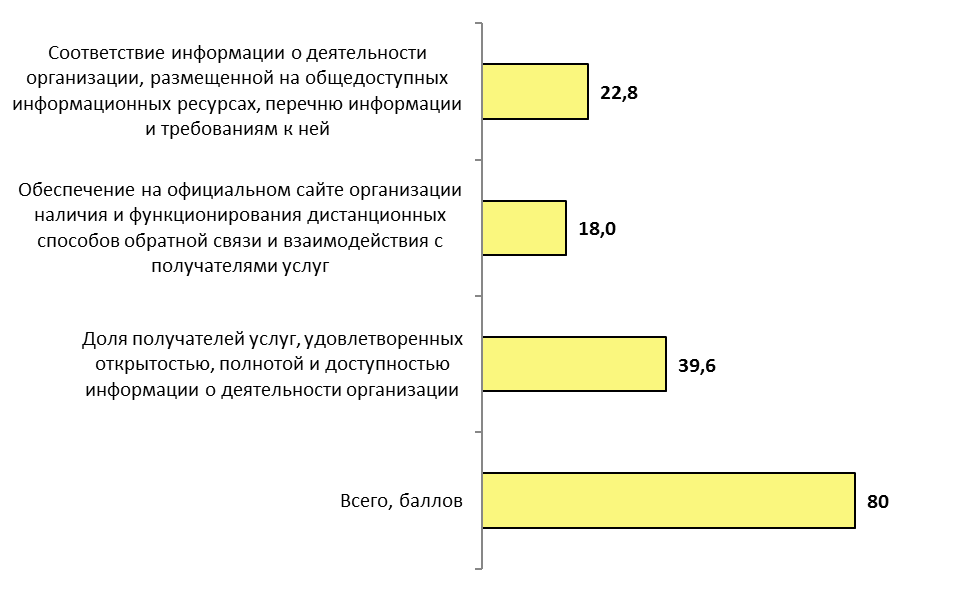 Соответствие информации о деятельности
организации, размещенной на общедоступных
информационных ресурсах, перечню информации
и требованиям к ней
22,8
Обеспечение на официальном сайте организации
наличия и функционирования дистанционных
способов обратной связи и взаимодействия с
получателями услуг
18,0
Доля получателей услуг, удовлетворенных
открытостью, полнотой и доступностью
информации о деятельности организации
39,6
Всего, баллов
80